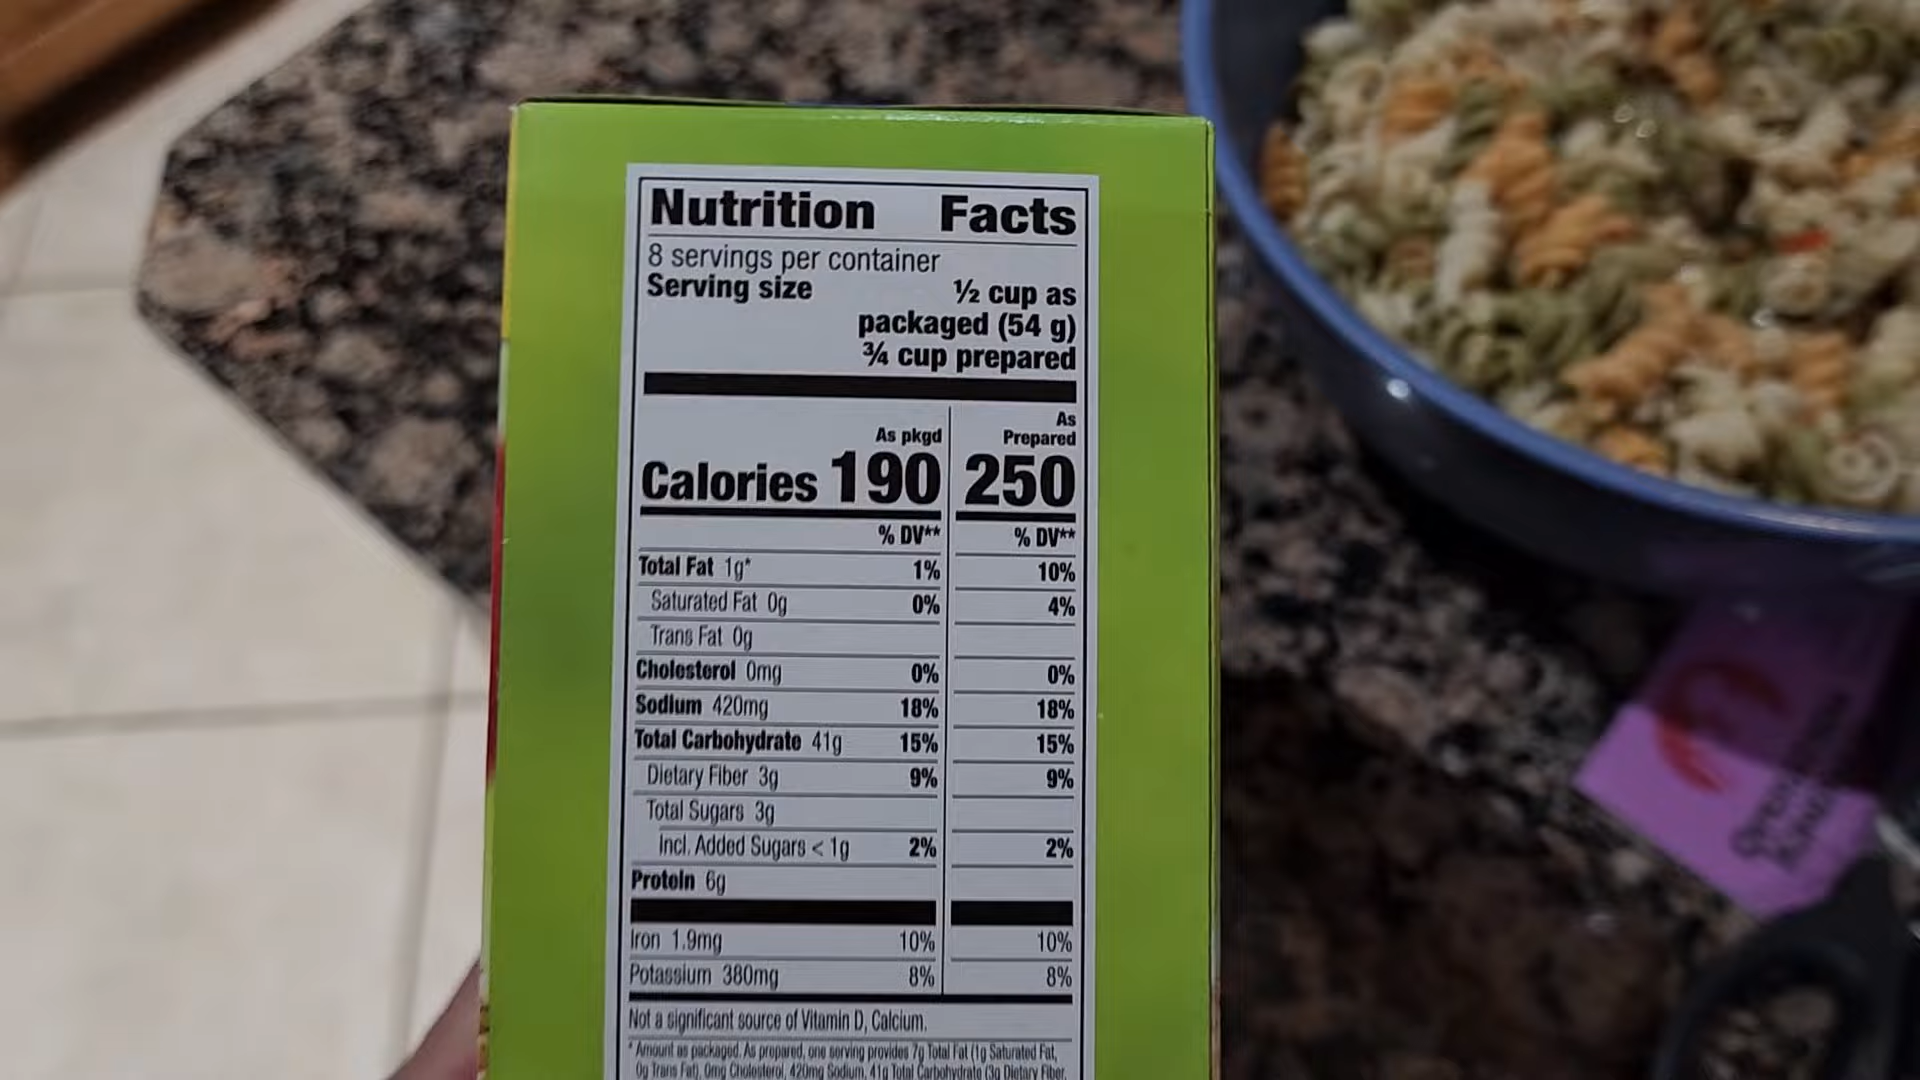 Nutrition Facts
8 servings per container
Serving size ½ cup as
packaged (54 g)
¾ cup prepared
As pkgd As Prepared
Calories 190 250
% DV** % DV**
Total Fat 1g* 1% 10%
Saturated Fat 0g 0% 4%
Trans Fat 0g
Cholesterol 0mg 0% 0%
Sodium 420mg 18% 18%
Total Carbohydrate 41g 15% 15%
Dietary Fiber 3g 9% 9%
Total Sugars 3g
Incl. Added Sugars < 1g 2% 2%
Protein 6g
Iron 1.9mg 10% 10%
Potassium 380mg 8% 8%
Not a significant source of Vitamin D, Calcium.
* Amount as packaged. As prepared, one serving provides 7g Total Fat (1g Saturated Fat,
0g Trans Fat), 0mg Cholesterol, 420mg Sodium, 41g Total Carbohydrate (3g Dietary Fiber,